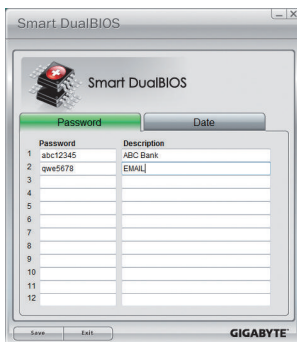 Smart DualBIOS
Smart DualBIOS
Password Date
Password Description
1 abc12345 ABC Bank
2 qwe5678 EMAIL
3
4
5
6
7
8
9
10
11
12
Save Exit GIGABYTE